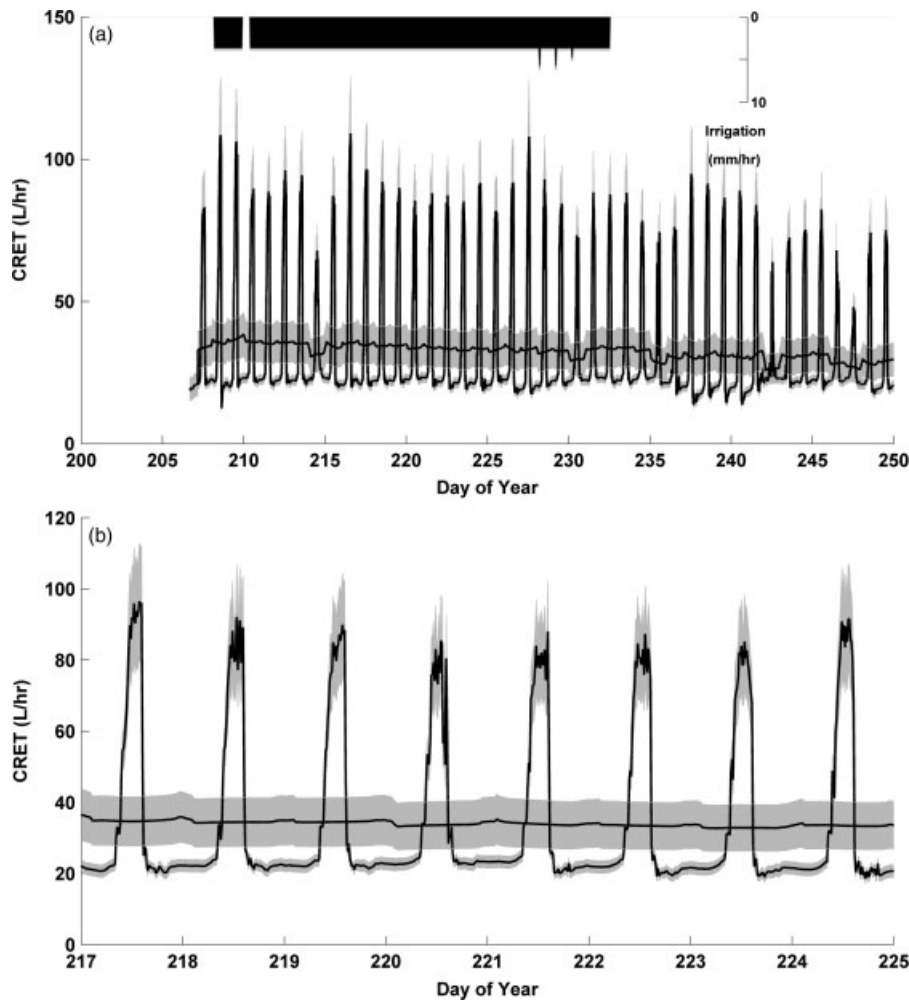 (a)
150
100
50
0
CRET (L/hr)
0
10
Irrigation
(mm/hr)
200 205 210 215 220 225 230 235 240 245 250
Day of Year
(b)
120
100
80
60
40
20
0
CRET (L/hr)
217 218 219 220 221 222 223 224 225
Day of Year